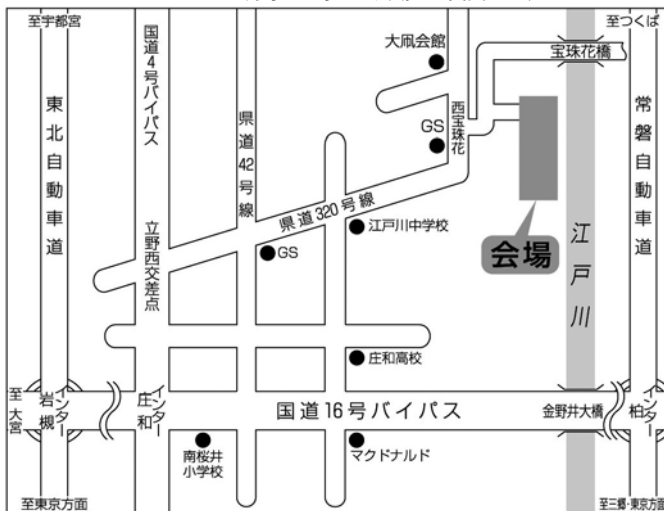 至宇都宮
国道4号バイパス
大凧会館
至つくば
宝珠花橋
東北自動車道
県道42号線
GS
西宝珠花
常磐自動車道
県道320号線
江戸川中学校
立野西交差点
GS
会場
江戸川
庄和高校
至大宮
岩槻インター
庄和インター
国道16号バイパス
金野井大橋
柏インター
南桜井
小学校
マクドナルド
至東京方面
至三郷・東京方面